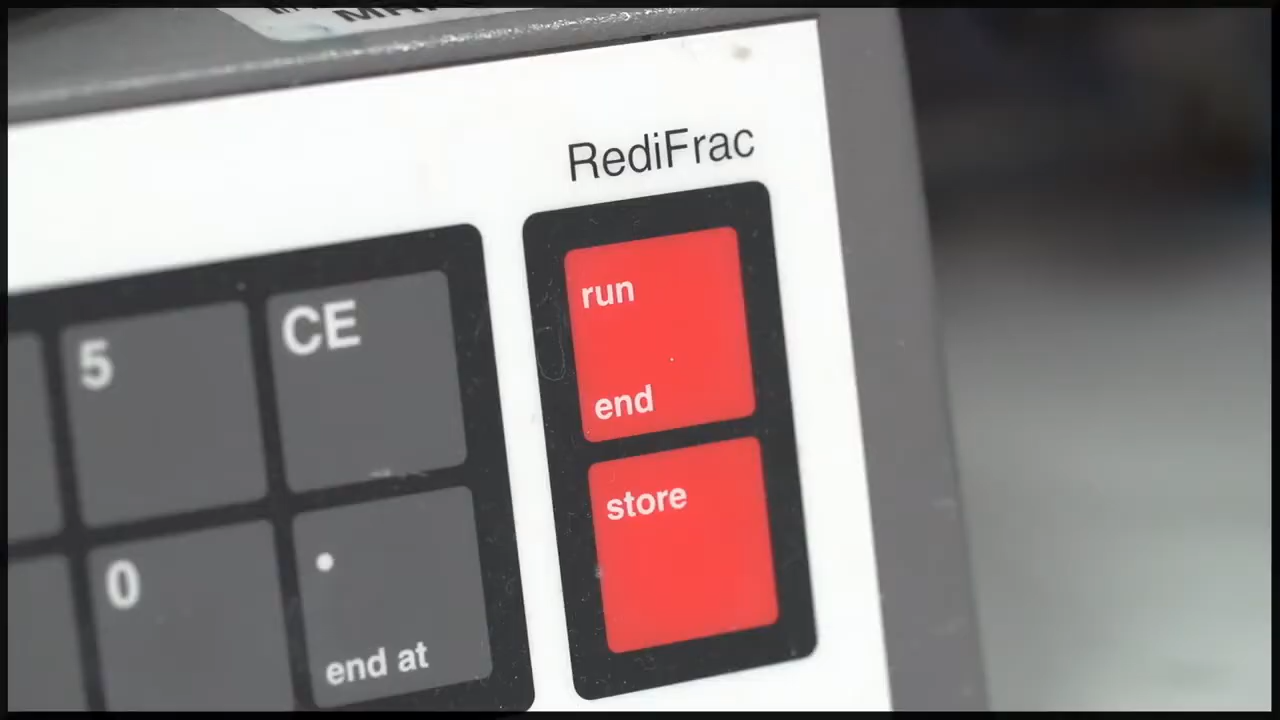 RediFrac
run
end
5
CE
store
0
.
end at